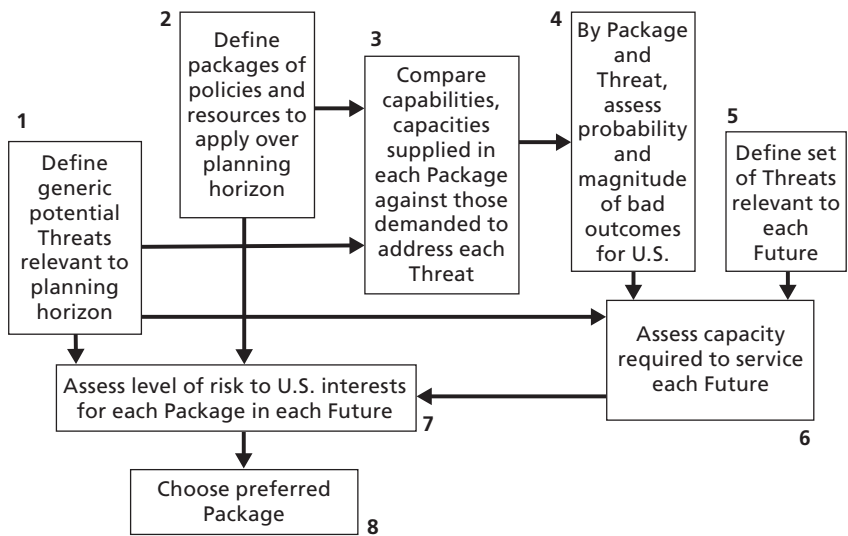 1
Define
generic
potential
Threats
relevant to
planning
horizon
2
Define
packages of
policies and
resources to
apply over
planning
horizon
3
Compare
capabilities,
capacities
supplied in
each Package
against those
demanded to
address each
Threat
4
By Package
and
Threat,
assess
probability
and
magnitude
of bad
outcomes
for U.S.
5
Define set
of Threats
relevant to
each
Future
Assess capacity
required to service
each Future
6
Assess level of risk to U.S. interests
for each Package in each Future
7
Choose preferred
Package
8